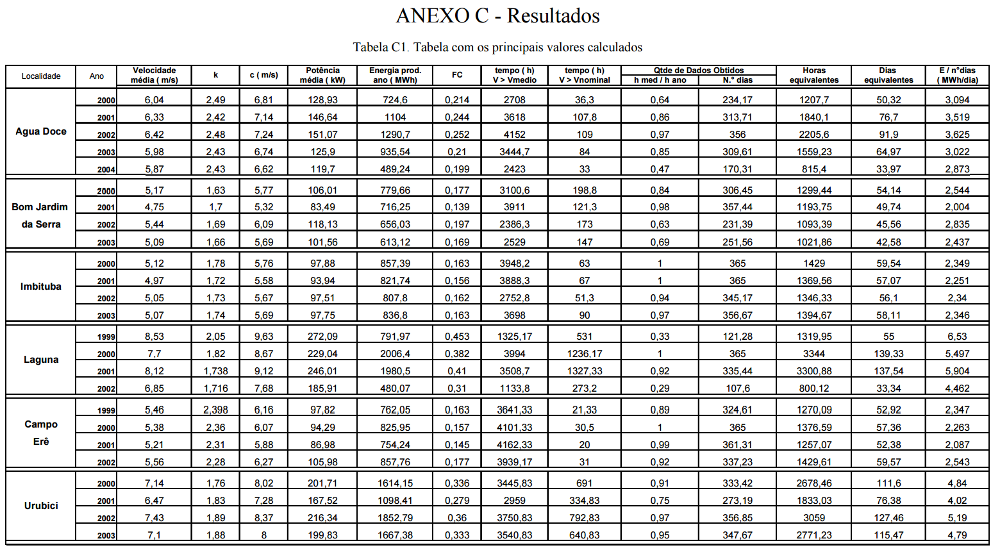 ANEXO C - Resultados
Tabela C1. Tabela com os principais valores calculados
Localidade Ano Velocidade média ( m/s) k c ( m/s) Potência média ( kW) Energia prod. ano ( MWh) FC tempo ( h) V > Vmedio tempo ( h) V > Vnominal Qtde de Dados Obtidos h med / h ano N.° dias Horas equivalentes Dias equivalentes E / n°dias ( MWh/dia)
Agua Doce
2000 6,04 2,49 6,81 128,93 724,6 0,214 2708 36,3 0,64 234,17 1207,7 50,32 3,094
2001 6,33 2,42 7,14 146,64 1104 0,244 3618 107,8 0,86 313,71 1840,1 76,7 3,519
2002 6,42 2,48 7,24 151,07 1290,7 0,252 4152 109 0,97 356 2205,6 91,9 3,625
2003 5,98 2,43 6,74 125,9 935,54 0,21 3444,7 84 0,85 309,61 1559,23 64,97 3,022
2004 5,87 2,43 6,62 119,7 489,24 0,199 2423 33 0,47 170,31 815,4 33,97 2,873
Bom Jardim
da Serra
2000 5,17 1,63 5,77 106,01 779,66 0,177 3100,6 198,8 0,84 306,45 1299,44 54,14 2,544
2001 4,75 1,7 5,32 83,49 716,25 0,139 3911 121,3 0,98 357,44 1193,75 49,74 2,004
2002 5,44 1,69 6,09 118,13 656,03 0,197 2386,3 173 0,63 231,39 1093,39 45,56 2,835
2003 5,09 1,66 5,69 101,56 613,12 0,169 2529 147 0,69 251,56 1021,86 42,58 2,437
Imbituba
2000 5,12 1,78 5,76 97,88 857,39 0,163 3948,2 63 1 365 1429 59,54 2,349
2001 4,97 1,72 5,58 93,94 821,74 0,156 3888,3 67 1 365 1369,56 57,07 2,251
2002 5,05 1,73 5,67 97,51 807,8 0,162 2752,8 51,3 0,94 345,17 1346,33 56,1 2,34
2003 5,07 1,74 5,69 97,75 836,8 0,163 3698 90 0,97 356,67 1394,67 58,11 2,346
Laguna
1999 8,53 2,05 9,63 272,09 791,97 0,453 1325,17 531 0,33 121,28 1319,95 55 6,53
2000 7,7 1,82 8,67 229,04 2006,4 0,382 3994 1236,17 1 365 3344 139,33 5,497
2001 8,12 1,738 9,12 246,01 1980,5 0,41 3508,7 1327,33 0,92 335,44 3300,88 137,54 5,904
2002 6,85 1,716 7,68 185,91 480,07 0,31 1133,8 273,2 0,29 107,6 800,12 33,34 4,462
Campo
Erê
1999 5,46 2,398 6,16 97,82 762,05 0,163 3641,33 21,33 0,89 324,61 1270,09 52,92 2,347
2000 5,38 2,36 6,07 94,29 825,95 0,157 4101,33 30,5 1 365 1376,59 57,36 2,263
2001 5,21 2,31 5,88 86,98 754,24 0,145 4162,33 20 0,99 361,31 1257,07 52,38 2,087
2002 5,56 2,28 6,27 105,98 857,76 0,177 3939,17 31 0,92 337,23 1429,61 59,57 2,543
Urubici
2000 7,14 1,76 8,02 201,71 1614,15 0,336 3445,83 691 0,91 333,42 2678,46 111,6 4,84
2001 6,47 1,83 7,28 167,52 1098,41 0,279 2959 334,83 0,75 273,19 1833,03 76,38 4,02
2002 7,43 1,89 8,37 216,34 1852,79 0,36 3750,83 792,83 0,97 356,85 3059 127,46 5,19
2003 7,1 1,88 8 199,83 1667,38 0,333 3540,83 640,83 0,95 347,67 2771,23 115,47 4,79